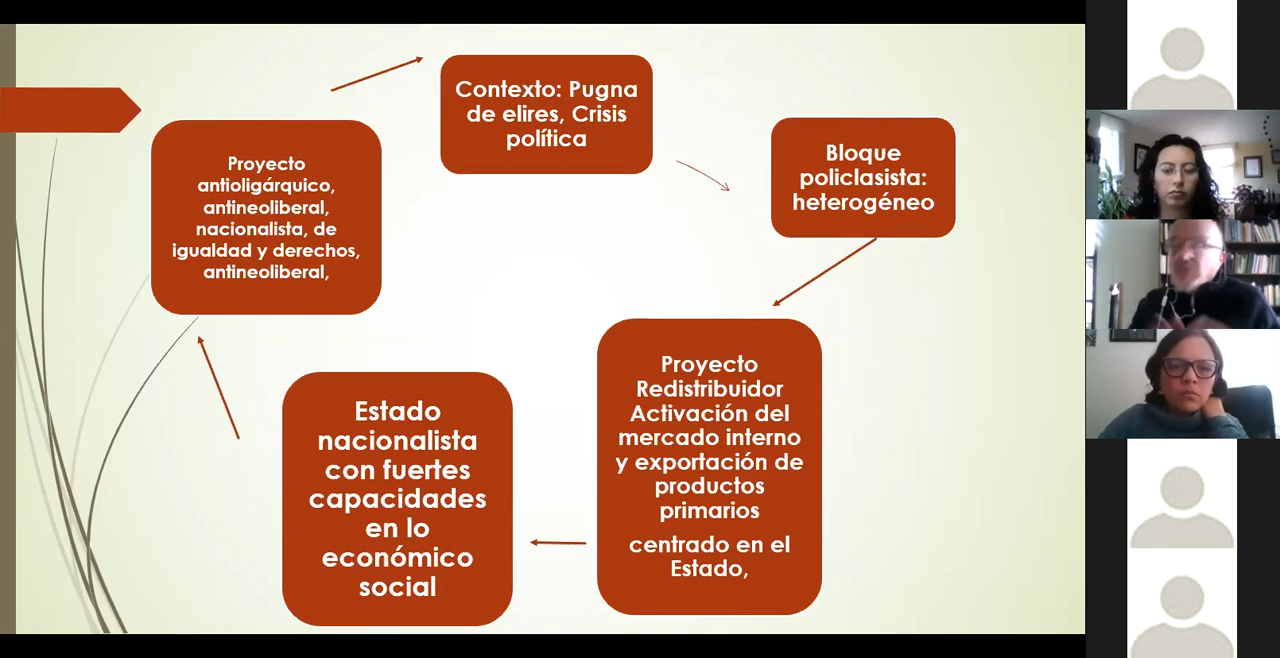 Contexto: Pugna
de elires, Crisis
política
Bloque
policlasista:
heterogéneo
Proyecto
Redistribuidor
Activación del
mercado interno
y exportación de
productos
primarios
centrado en el
Estado,
Estado
nacionalista
con fuertes
capacidades
en lo
económico
social
Proyecto
antioligárquico,
antineoliberal,
nacionalista, de
igualdad y derechos,
antineoliberal,